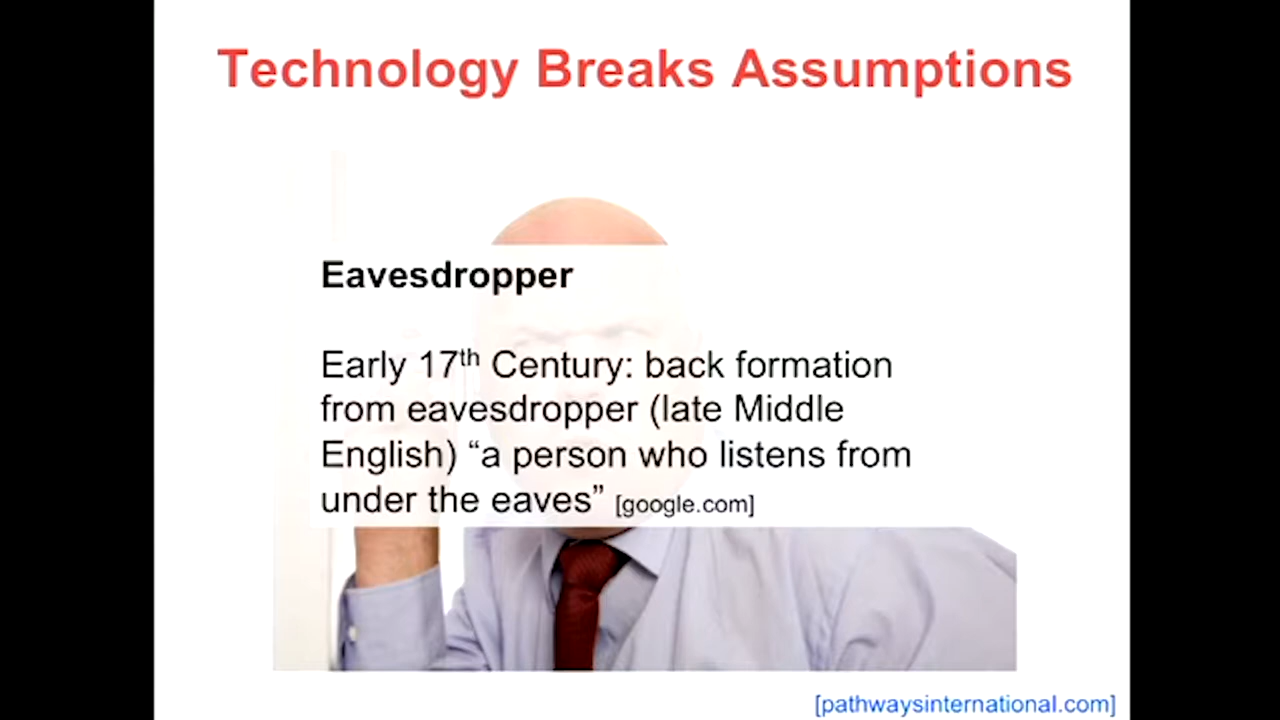 Technology Breaks Assumptions
Eavesdropper
Early 17th Century: back formation
from eavesdropper (late Middle
English) “a person who listens from
under the eaves” [google.com]
[pathwaysinternational.com]